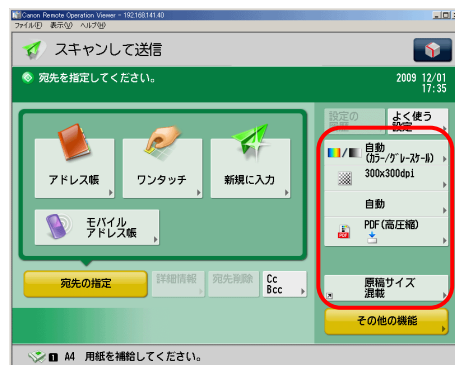 Canon Remote Operation Viewer - 192.168.141.40
ファイル(F) 表示(V) ヘルプ(H)
スキャンして送信
宛先を指定してください。
2009 12/01
17:35
設定の
履歴
よく使う
設定
自動
(カラー/グレースケール)
300x300dpi
アドレス帳
ワンタッチ
新規に入力
自動
PDF(高圧縮)
モバイル
アドレス帳
宛先の指定
詳細情報
宛先削除
Cc
Bcc
原稿サイズ
混載
その他の機能
1 A4 用紙を補給してください。